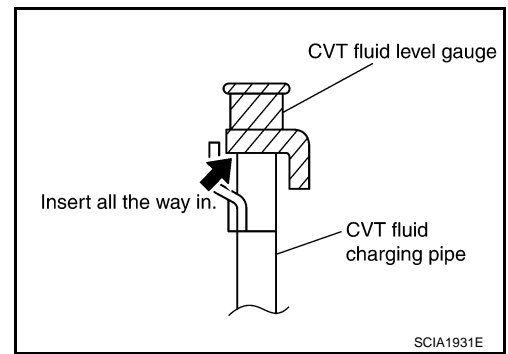 CVT fluid level gauge
Insert all the way in.
CVT fluid
charging pipe
SCIA1931E